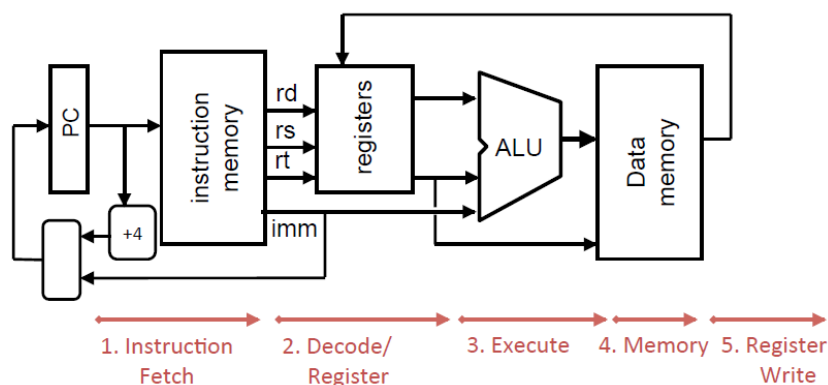 PC
+4
instruction
memory
rd
rs
rt
imm
registers
ALU
Data
memory
1. Instruction
Fetch
2. Decode/
Register
3. Execute
4. Memory
5. Register
Write